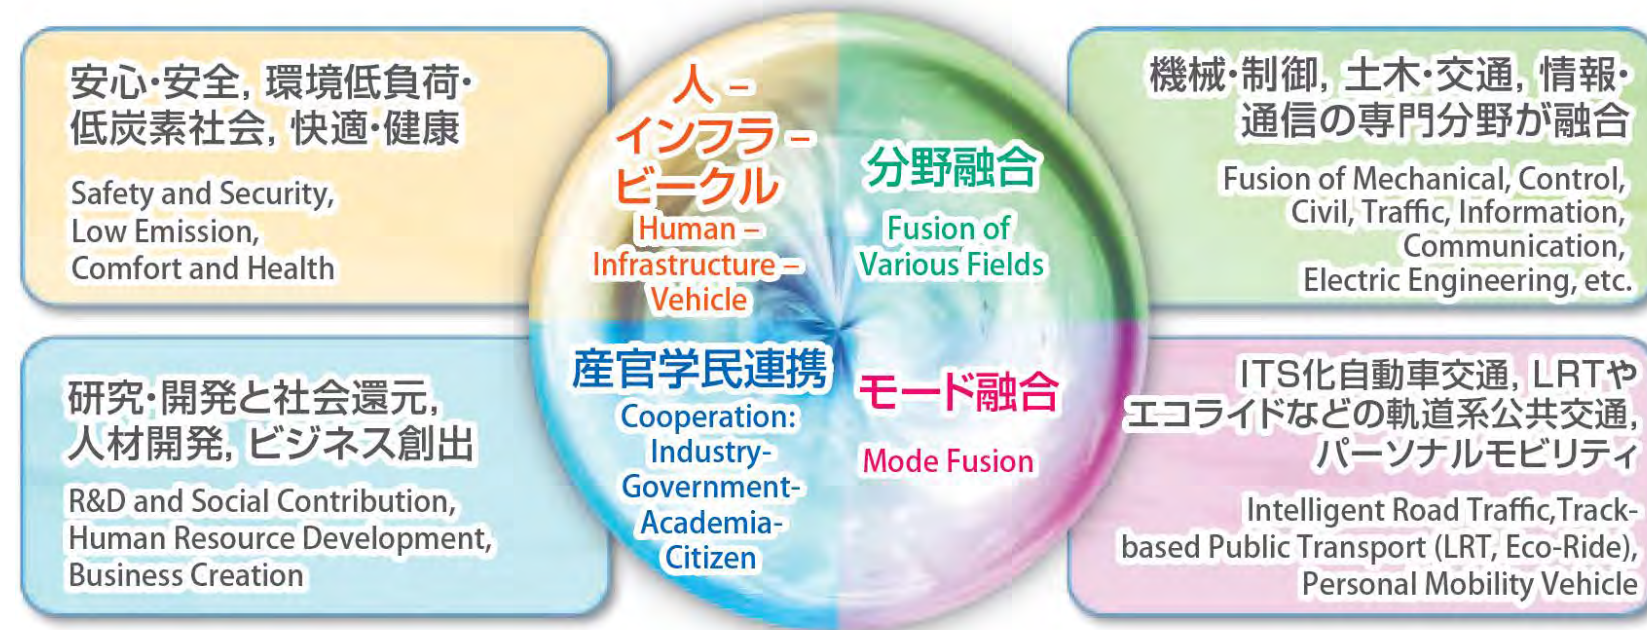 安心・安全, 環境低負荷・
低炭素社会, 快適・健康
Safety and Security,
Low Emission,
Comfort and Health
人 –
インフラ –
ビークル
Human –
Infrastructure –
Vehicle
分野融合
Fusion of
Various Fields
機械・制御, 土木・交通, 情報・
通信の専門分野が融合
Fusion of Mechanical, Control,
Civil, Traffic, Information,
Communication,
Electric Engineering, etc.
研究・開発と社会還元,
人材開発, ビジネス創出
R&D and Social Contribution,
Human Resource Development,
Business Creation
産官学民連携
Cooperation:
Industry-
Government-
Academia-
Citizen
モード融合
Mode Fusion
ITS化自動車交通, LRTや
エコライドなどの軌道系公共交通,
パーソナルモビリティ
Intelligent Road Traffic,Track-
based Public Transport (LRT, Eco-Ride),
Personal Mobility Vehicle